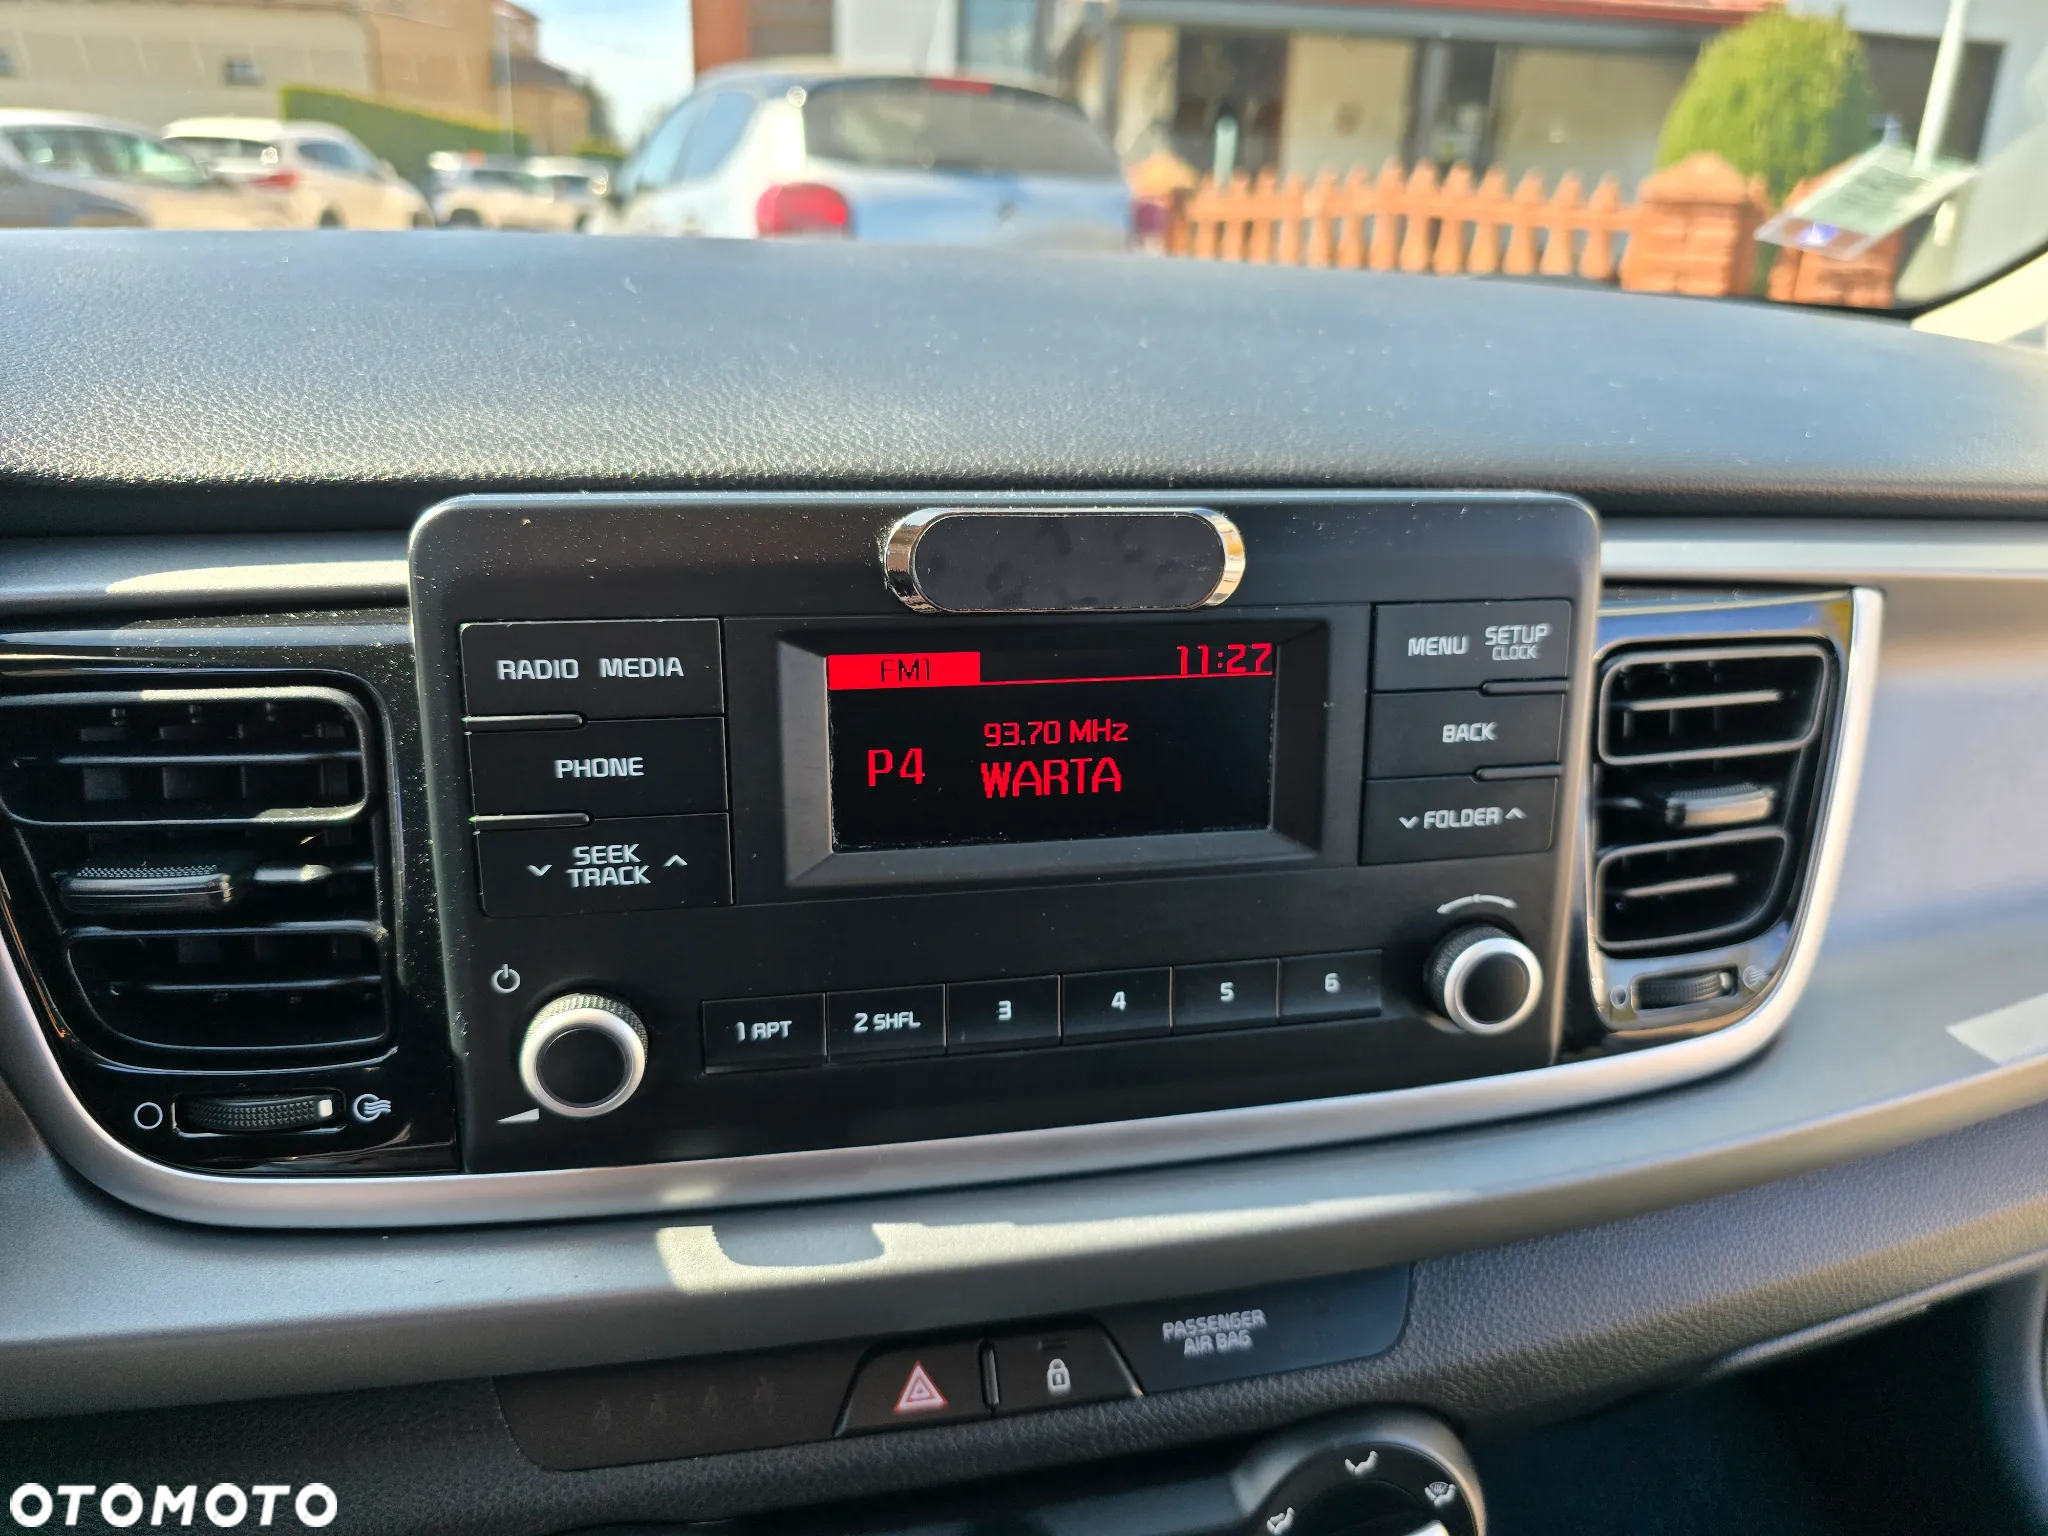 FM1 11:27
93.70 MHz
P4 WARTA
RADIO MEDIA
PHONE
SEEK
TRACK
MENU SETUP
CLOCK
BACK
FOLDER
1 RPT 2 SHFL 3 4 5 6
PASSENGER
AIR BAG
OTOMOTO